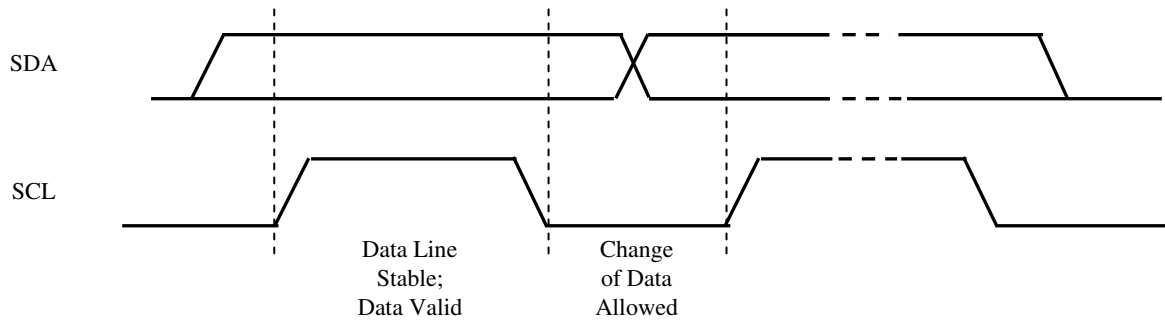 SDA
SCL
Data Line
Stable;
Data Valid
Change
of Data
Allowed